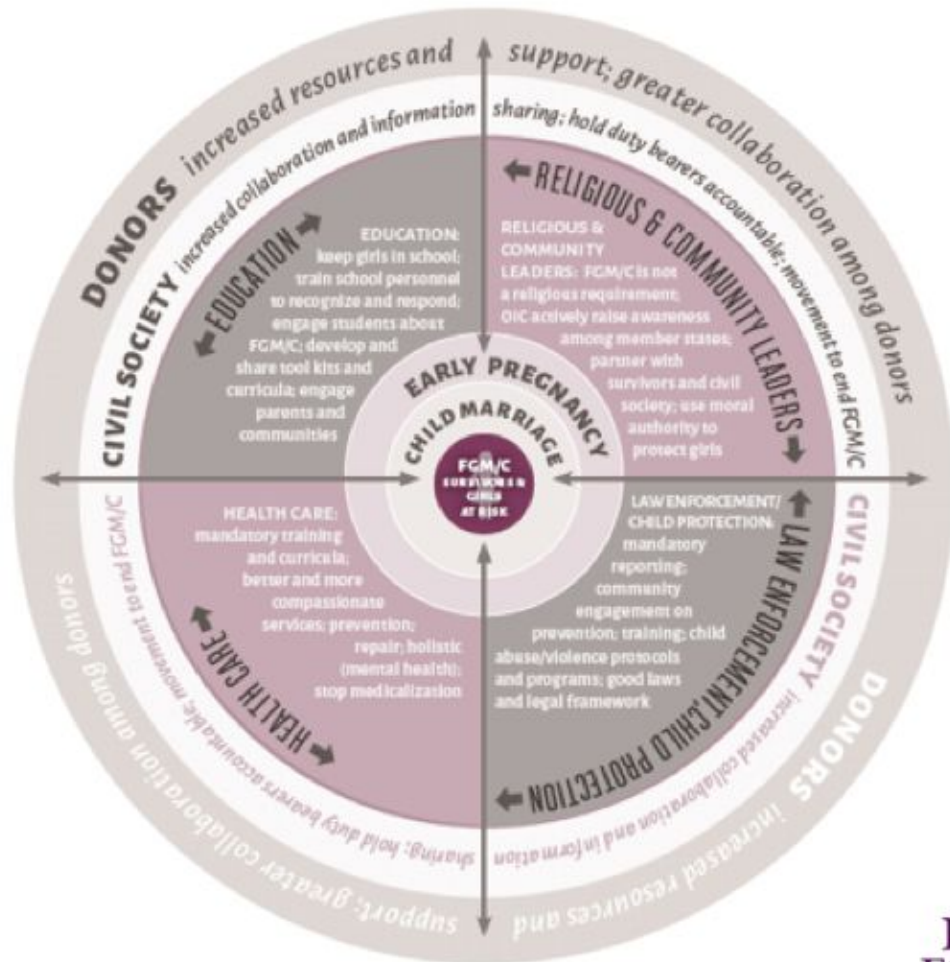 DONORS increased resources and support; greater collaboration among donors
CIVIL SOCIETY increased collaboration and information sharing; hold duty bearers accountable; movement to end FGM/C
EDUCATION
EDUCATION:
keep girls in school;
train school personnel
to recognize and respond;
engage students about
FGM/C; develop and
share tool kits and
curricula; engage
parents and
communities
RELIGIOUS & COMMUNITY LEADERS
RELIGIOUS &
COMMUNITY
LEADERS: FGM/C is not
a religious requirement;
OIC actively raise awareness
among member states;
partner with
survivors and civil
society; use moral
authority to
protect girls
EARLY PREGNANCY
CHILD MARRIAGE
FGM/C
SURVIVORS &
GIRLS
AT RISK
HEALTH CARE:
mandatory training
and curricula;
better and more
compassionate
services; prevention;
repair; holistic
(mental health);
stop medicalization
HEALTH CARE
LAW ENFORCEMENT/
CHILD PROTECTION:
mandatory
reporting;
community
engagement on
prevention; training; child
abuse/violence protocols
and programs; good laws
and legal framework
LAW ENFORCEMENT, CHILD PROTECTION
CIVIL SOCIETY increased collaboration and information sharing; hold duty bearers accountable; movement to end FGM/C
DONORS increased resources and support; greater collaboration among donors